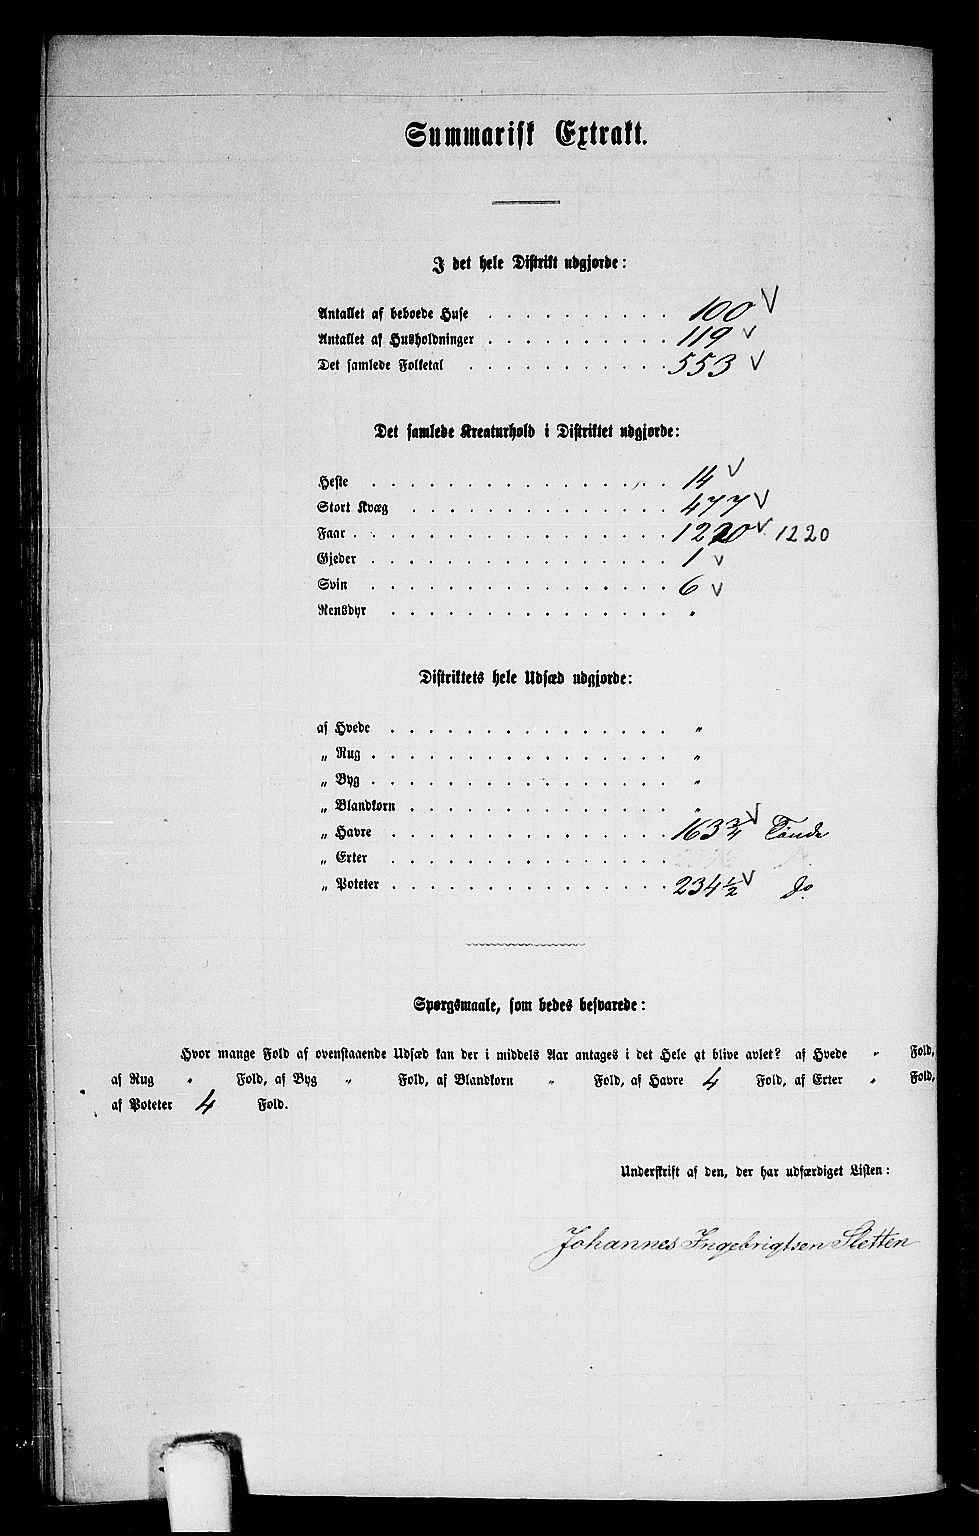 Summarisk Extrakt.
I det hele Distrikt udgjorde:
Antallet af beboede Huse . . . . . . . . . . 100 V
Antallet af Husholdninger . . . . . . . . . . 119 V
Det samlede Folketal . . . . . . . . . . . 553 V
Det samlede Kreaturhold i Distriktet udgjorde:
Heste . . . . . . . . . . . . . . . . 14 V
Stort Kvæg . . . . . . . . . . . . . . 477 V
Faar . . . . . . . . . . . . . . . . . 1220 V 1220
Gjeder . . . . . . . . . . . . . . . . 1 V
Svin . . . . . . . . . . . . . . . . 6 V
Rensdyr . . . . . . . . . . . . . . . "
Distriktets hele Udsæd udgjorde:
af Hvede . . . . . . . . . . . . . . . "
„ Rug . . . . . . . . . . . . . . . . "
„ Byg . . . . . . . . . . . . . . . . "
„ Blandkorn . . . . . . . . . . . . . . "
„ Havre . . . . . . . . . . . . . . . 163 3/4 V Tönde
„ Erter . . . . . . . . . . . . . . .
„ Poteter . . . . . . . . . . . . . . . 234 1/2 V do.
Spørgsmaale, som bedes besvarede:
Hvor mange Fold af ovenstaaende Udsæd kan der i middels Aar antages i det Hele at blive avlet? af Hvede " Fold,
af Rug " Fold, af Byg " Fold, af Blandkorn " Fold, af Havre 4 Fold, af Erter " Fold,
af Poteter 4 Fold.
Underskrift af den, der har udfærdiget Listen:
Johannes Ingebrigtsen Sletten